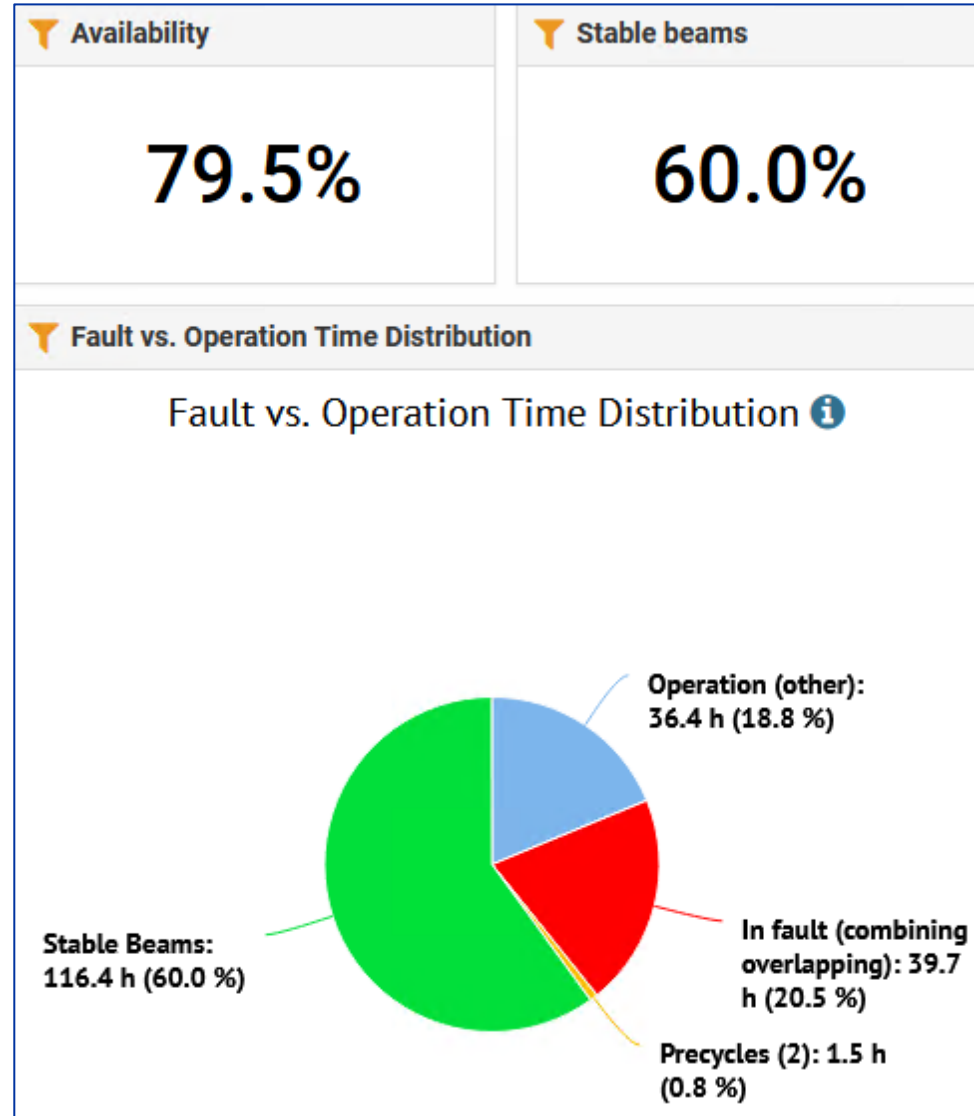 Availability
Stable beams
79.5%
60.0%
Fault vs. Operation Time Distribution
Fault vs. Operation Time Distribution
Operation (other):
36.4 h (18.8 %)
Stable Beams:
116.4 h (60.0 %)
In fault (combining
overlapping): 39.7
h (20.5 %)
Precycles (2): 1.5 h
(0.8 %)